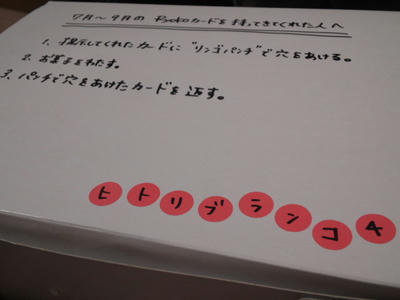 7月～9月の Ryokoカードを持ってきてくれた人へ
1、提示してくれたカードに"リンゴパンチ"で穴をあける。
2、お菓子をわたす。
3、パンチで穴をあけたカードを返す。
ヒトリブランコ4